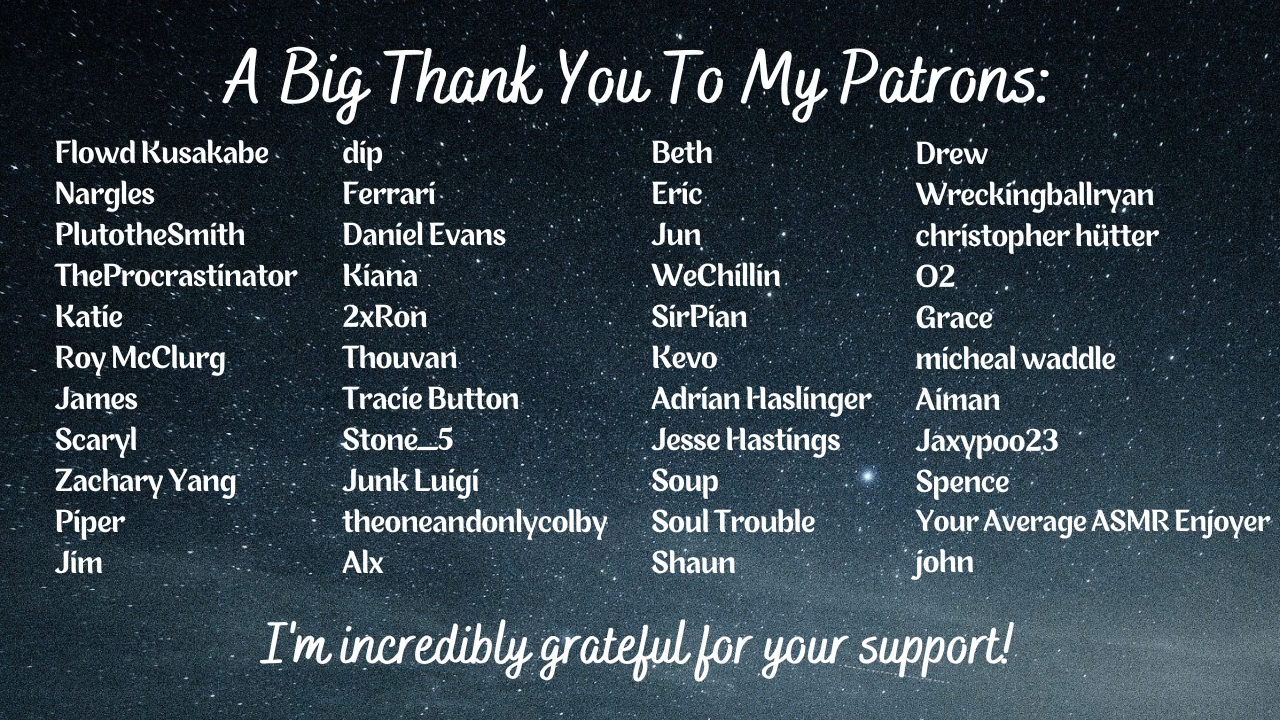 A Big Thank You To My Patrons:
Flowd Kusakabe
Nargles
PlutotheSmith
TheProcrastinator
Katie
Roy McClurg
James
Scaryl
Zachary Yang
Piper
Jim
dip
Ferrari
Daniel Evans
Kiana
2xRon
Thouvan
Tracie Button
Stone_5
Junk Luigi
theoneandonlycolby
Alx
Beth
Eric
Jun
WeChillin
SirPian
Kevo
Adrian Haslinger
Jesse Hastings
Soup
Soul Trouble
Shaun
Drew
Wreckingballryan
christopher hütter
O2
Grace
micheal waddle
Aiman
Jaxypoo23
Spence
Your Average ASMR Enjoyer
john
I'm incredibly grateful for your support!